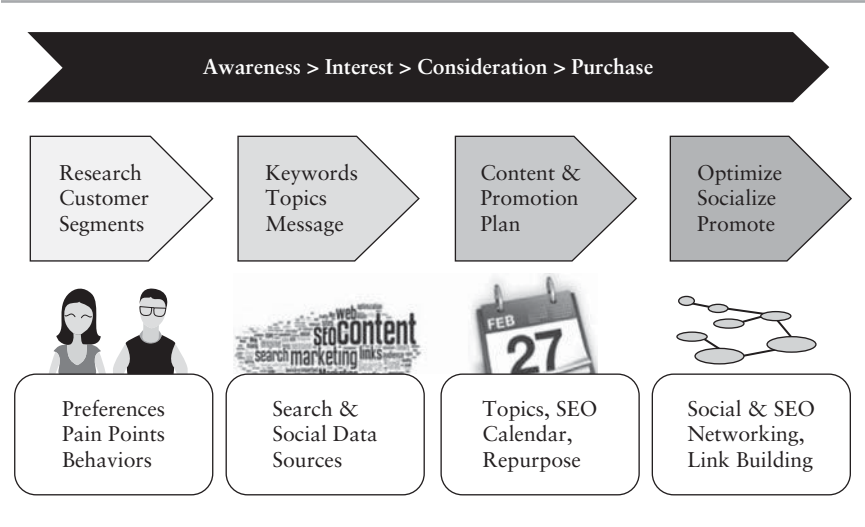 Awareness > Interest > Consideration > Purchase
Research
Customer
Segments
Keywords
Topics
Message
Content &
Promotion
Plan
Optimize
Socialize
Promote
web
seo content
search marketing links
FEB
27
Preferences
Pain Points
Behaviors
Search &
Social Data
Sources
Topics, SEO
Calendar,
Repurpose
Social & SEO
Networking,
Link Building